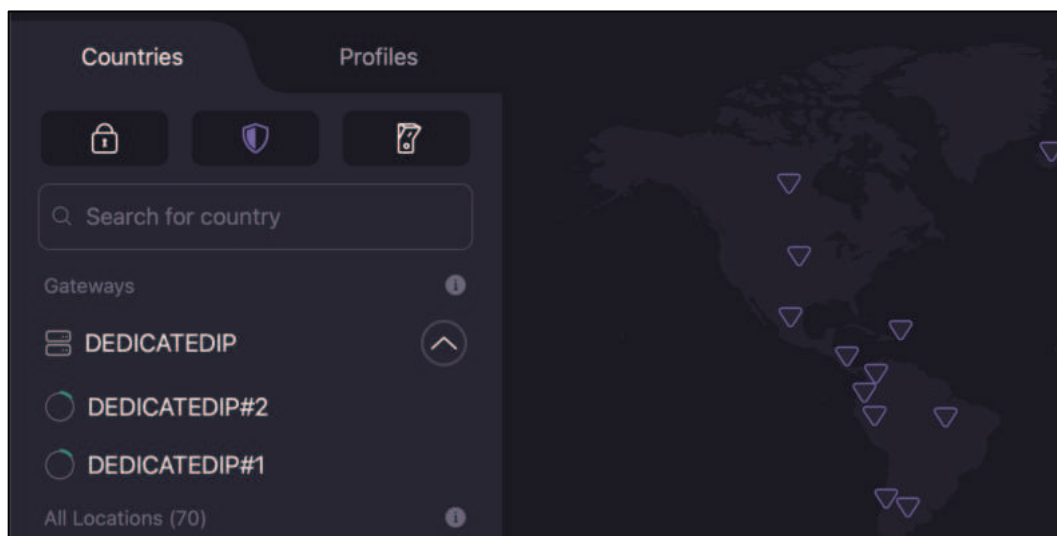 Countries Profiles
Search for country
Gateways
DEDICATEDIP
DEDICATEDIP#2
DEDICATEDIP#1
All Locations (70)